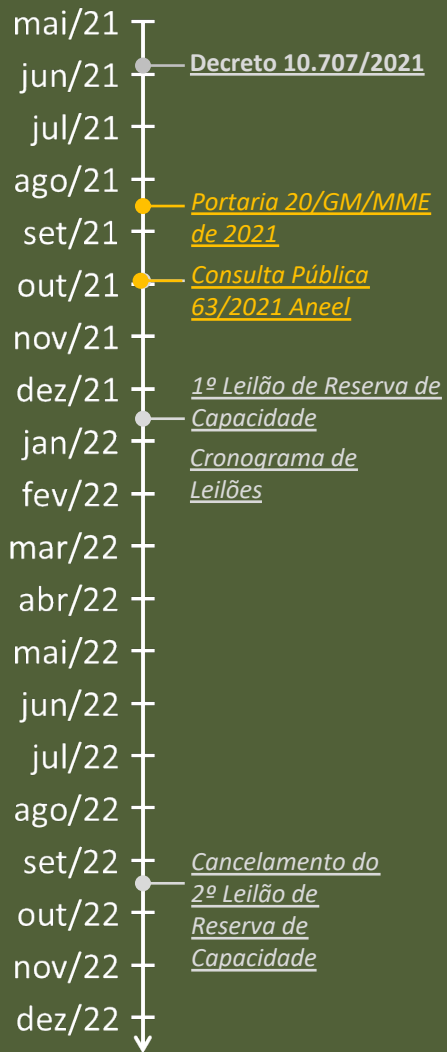 mai/21
Decreto 10.707/2021
jun/21
jul/21
ago/21
Portaria 20/GM/MME
de 2021
set/21
Consulta Pública
63/2021 Aneel
out/21
nov/21
dez/21
1º Leilão de Reserva de
Capacidade
jan/22
Cronograma de
Leilões
fev/22
mar/22
abr/22
mai/22
jun/22
jul/22
ago/22
set/22
Cancelamento do
2º Leilão de
Reserva de
Capacidade
out/22
nov/22
dez/22